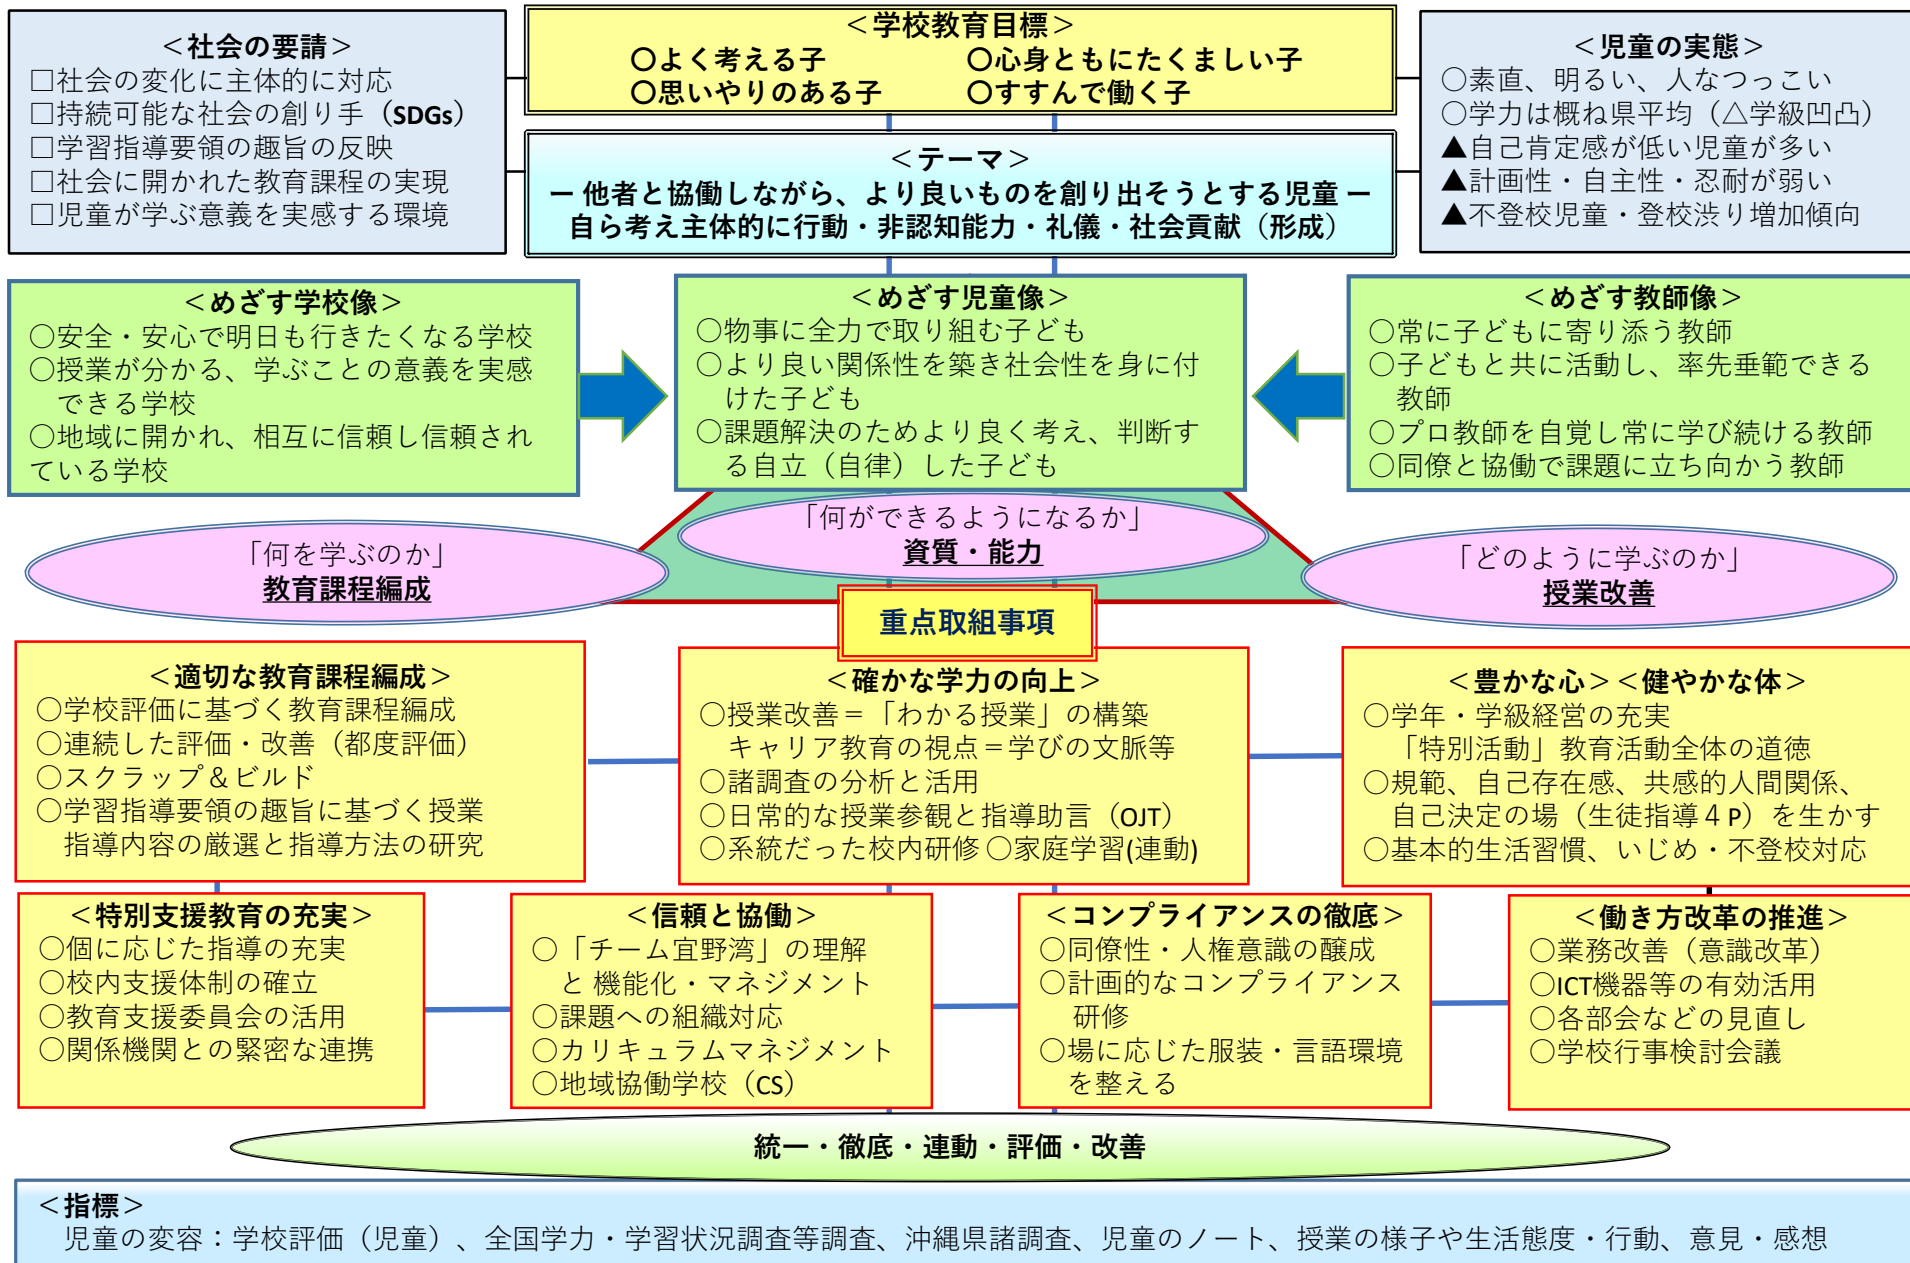 ＜社会の要請＞
□社会の変化に主体的に対応
□持続可能な社会の創り手（SDGs）
□学習指導要領の趣旨の反映
□社会に開かれた教育課程の実現
□児童が学ぶ意義を実感する環境
＜学校教育目標＞
○よく考える子　○心身ともにたくましい子
○思いやりのある子　○すすんで働く子
＜テーマ＞
ー 他者と協働しながら、より良いものを創り出そうとする児童 ー
自ら考え主体的に行動・非認知能力・礼儀・社会貢献（形成）
＜児童の実態＞
○素直、明るい、人なつっこい
○学力は概ね県平均（△学級凹凸）
▲自己肯定感が低い児童が多い
▲計画性・自主性・忍耐が弱い
▲不登校児童・登校渋り増加傾向
＜めざす学校像＞
○安全・安心で明日も行きたくなる学校
○授業が分かる、学ぶことの意義を実感
できる学校
○地域に開かれ、相互に信頼し信頼され
ている学校
＜めざす児童像＞
○物事に全力で取り組む子ども
○より良い関係性を築き社会性を身に付
けた子ども
○課題解決のためより良く考え、判断す
る自立（自律）した子ども
＜めざす教師像＞
○常に子どもに寄り添う教師
○子どもと共に活動し、率先垂範できる
教師
○プロ教師を自覚し常に学び続ける教師
○同僚と協働で課題に立ち向かう教師
「何を学ぶのか」
教育課程編成
「何ができるようになるか」
資質・能力
「どのように学ぶのか」
授業改善
重点取組事項
＜適切な教育課程編成＞
○学校評価に基づく教育課程編成
○連続した評価・改善（都度評価）
○スクラップ＆ビルド
○学習指導要領の趣旨に基づく授業
指導内容の厳選と指導方法の研究
＜確かな学力の向上＞
○授業改善＝「わかる授業」の構築
キャリア教育の視点＝学びの文脈等
○諸調査の分析と活用
○日常的な授業参観と指導助言（OJT）
○系統だった校内研修 ○家庭学習(連動)
＜豊かな心＞＜健やかな体＞
○学年・学級経営の充実
「特別活動」教育活動全体の道徳
○規範、自己存在感、共感的人間関係、
自己決定の場（生徒指導４P）を生かす
○基本的生活習慣、いじめ・不登校対応
＜特別支援教育の充実＞
○個に応じた指導の充実
○校内支援体制の確立
○教育支援委員会の活用
○関係機関との緊密な連携
＜信頼と協働＞
○「チーム宜野湾」の理解
と 機能化・マネジメント
○課題への組織対応
○カリキュラムマネジメント
○地域協働学校（CS）
＜コンプライアンスの徹底＞
○同僚性・人権意識の醸成
○計画的なコンプライアンス
研修
○場に応じた服装・言語環境
を整える
＜働き方改革の推進＞
○業務改善（意識改革）
○ICT機器等の有効活用
○各部会などの見直し
○学校行事検討会議
統一・徹底・連動・評価・改善
＜指標＞
児童の変容：学校評価（児童）、全国学力・学習状況調査等調査、沖縄県諸調査、児童のノート、授業の様子や生活態度・行動、意見・感想